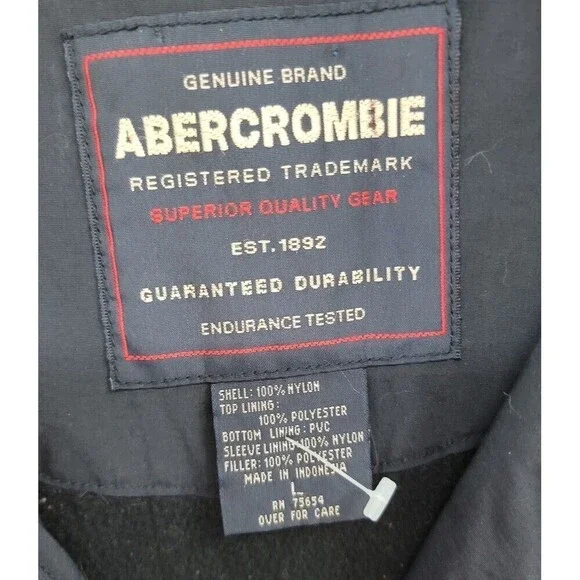 GENUINE BRAND
ABERCROMBIE
REGISTERED TRADEMARK
SUPERIOR QUALITY GEAR
EST.1892
GUARANTEED DURABILITY
ENDURANCE TESTED
SHELL: 100% NYLON
TOP LINING:
100% POLYESTER
BOTTOM LINING: PVC
SLEEVE LINING:100% NYLON
FILLER: 100% POLYESTER
MADE IN INDONESIA
L
RN 75654
OVER FOR CARE